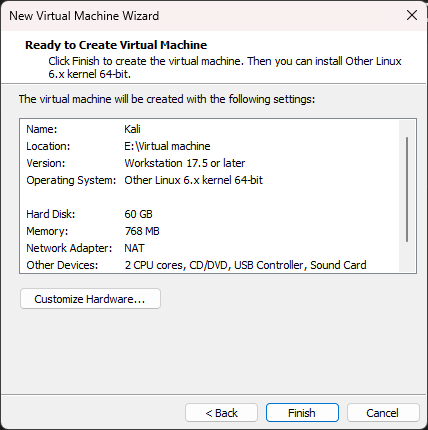 New Virtual Machine Wizard
Ready to Create Virtual Machine
Click Finish to create the virtual machine. Then you can install Other Linux
6.x kernel 64-bit.
The virtual machine will be created with the following settings:
Name: Kali
Location: E:\Virtual machine
Version: Workstation 17.5 or later
Operating System: Other Linux 6.x kernel 64-bit
Hard Disk: 60 GB
Memory: 768 MB
Network Adapter: NAT
Other Devices: 2 CPU cores, CD/DVD, USB Controller, Sound Card
Customize Hardware...
< Back Finish Cancel